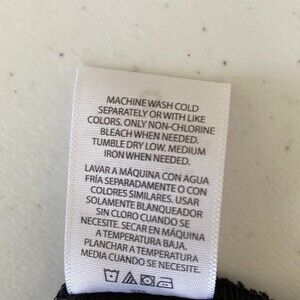 MACHINE WASH COLD
SEPARATELY OR WITH LIKE
COLORS. ONLY NON-CHLORINE
BLEACH WHEN NEEDED.
TUMBLE DRY LOW. MEDIUM
IRON WHEN NEEDED.
LAVAR A MÁQUINA CON AGUA
FRÍA SEPARADAMENTE O CON
COLORES SIMILARES. USAR
SOLAMENTE BLANQUEADOR
SIN CLORO CUANDO SE
NECESITE. SECAR EN MÁQUINA
A TEMPERATURA BAJA.
PLANCHAR A TEMPERATURA
MEDIA CUANDO SE NECESITE.